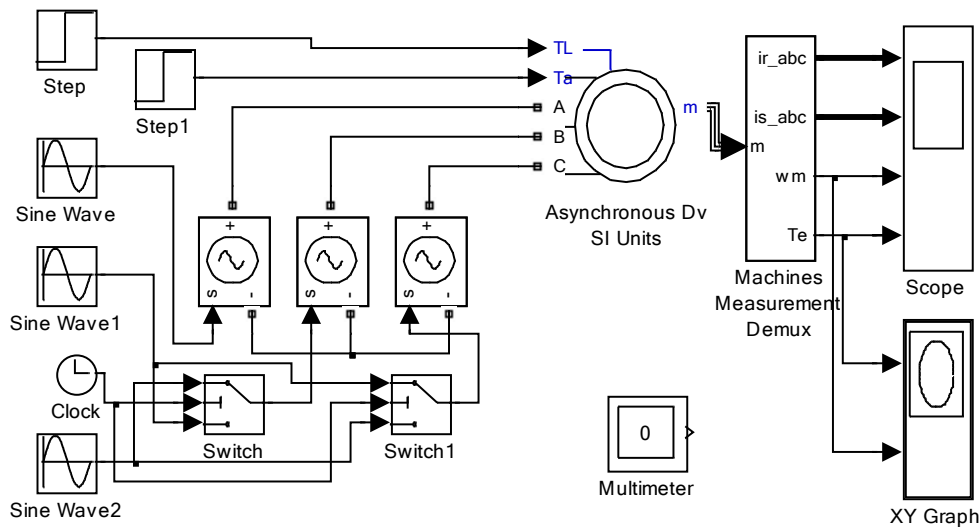 Step
Step1
TL
Ta
A
B
C
m
Asynchronous Dv
SI Units
ir_abc
is_abc
m
wm
Te
Machines
Measurement
Demux
Scope
Sine Wave
Sine Wave1
+
+
+
s
-
s
-
s
-
Clock
Switch
Switch1
Sine Wave2
0
Multimeter
XY Graph